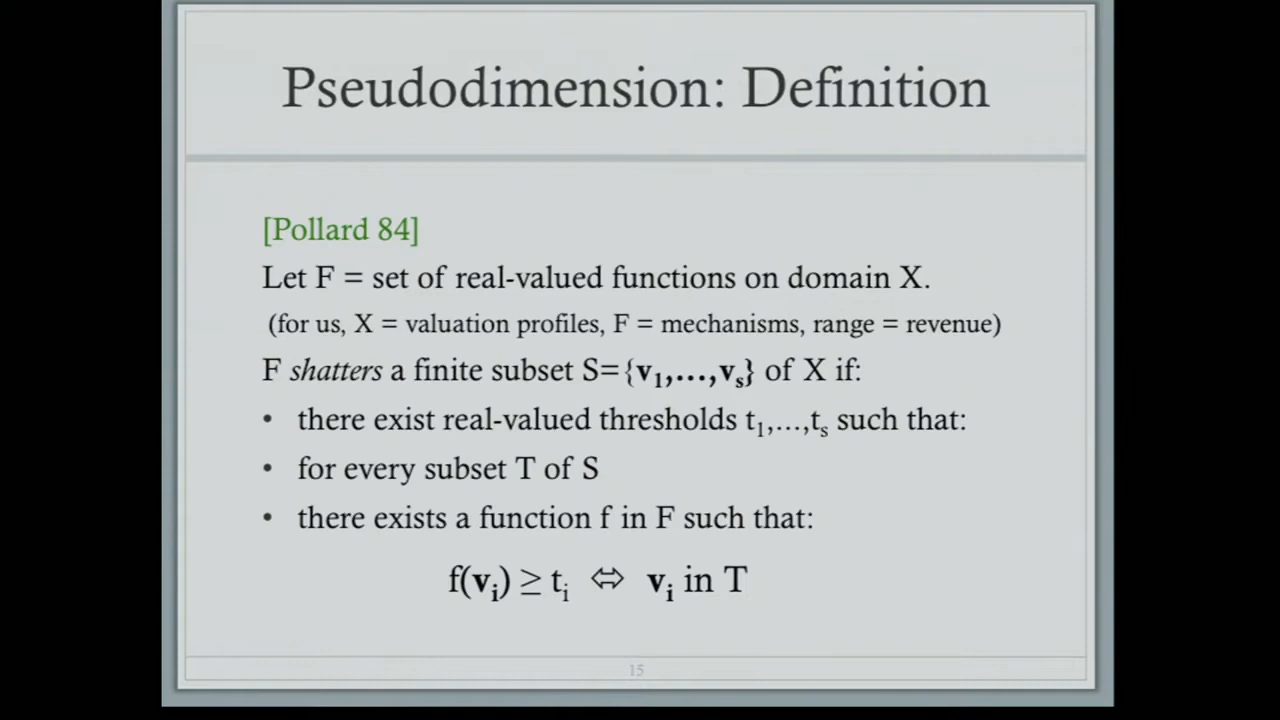 Pseudodimension: Definition
[Pollard 84]
Let F = set of real-valued functions on domain X.
(for us, X = valuation profiles, F = mechanisms, range = revenue)
F shatters a finite subset S={v₁,...,vₛ} of X if:
• there exist real-valued thresholds t₁,...,tₛ such that:
• for every subset T of S
• there exists a function f in F such that:
f(vᵢ) ≥ tᵢ ⇔ vᵢ in T
15